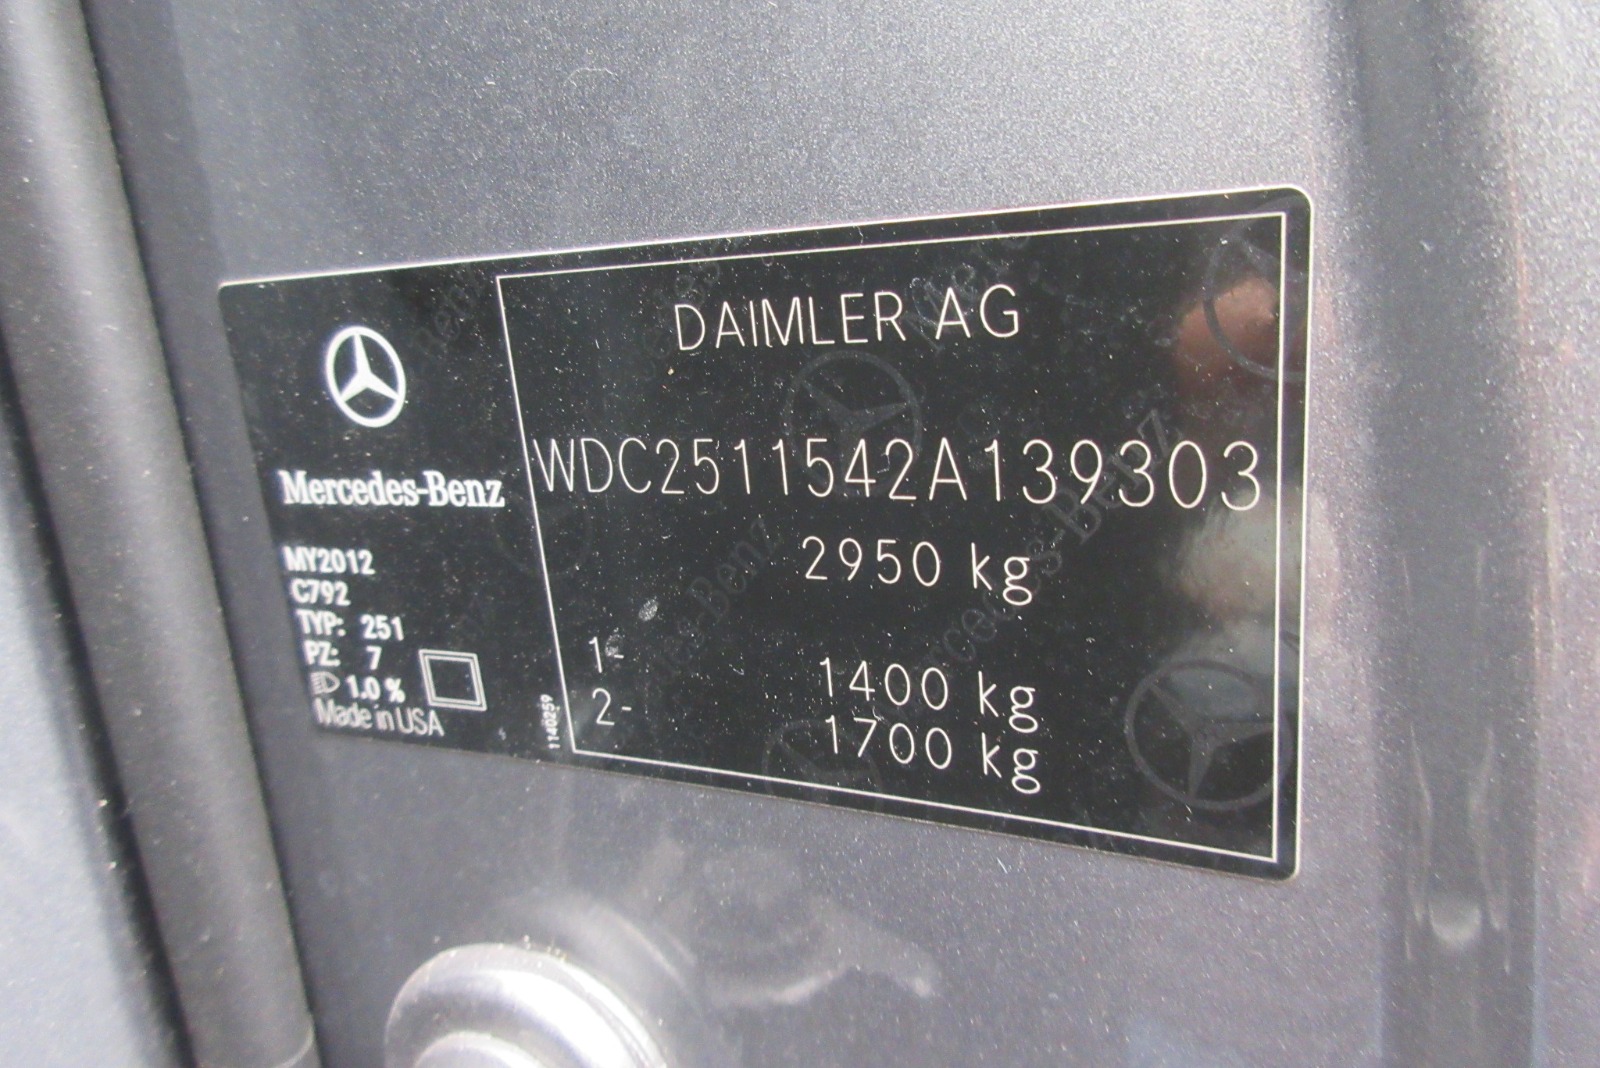 DAIMLER AG
WDC2511542A139303
2950 kg
1- 1400 kg
2- 1700 kg
Mercedes-Benz
MY2012
C792
TYP: 251
PZ: 7
1.0 %
Made in USA
1140259